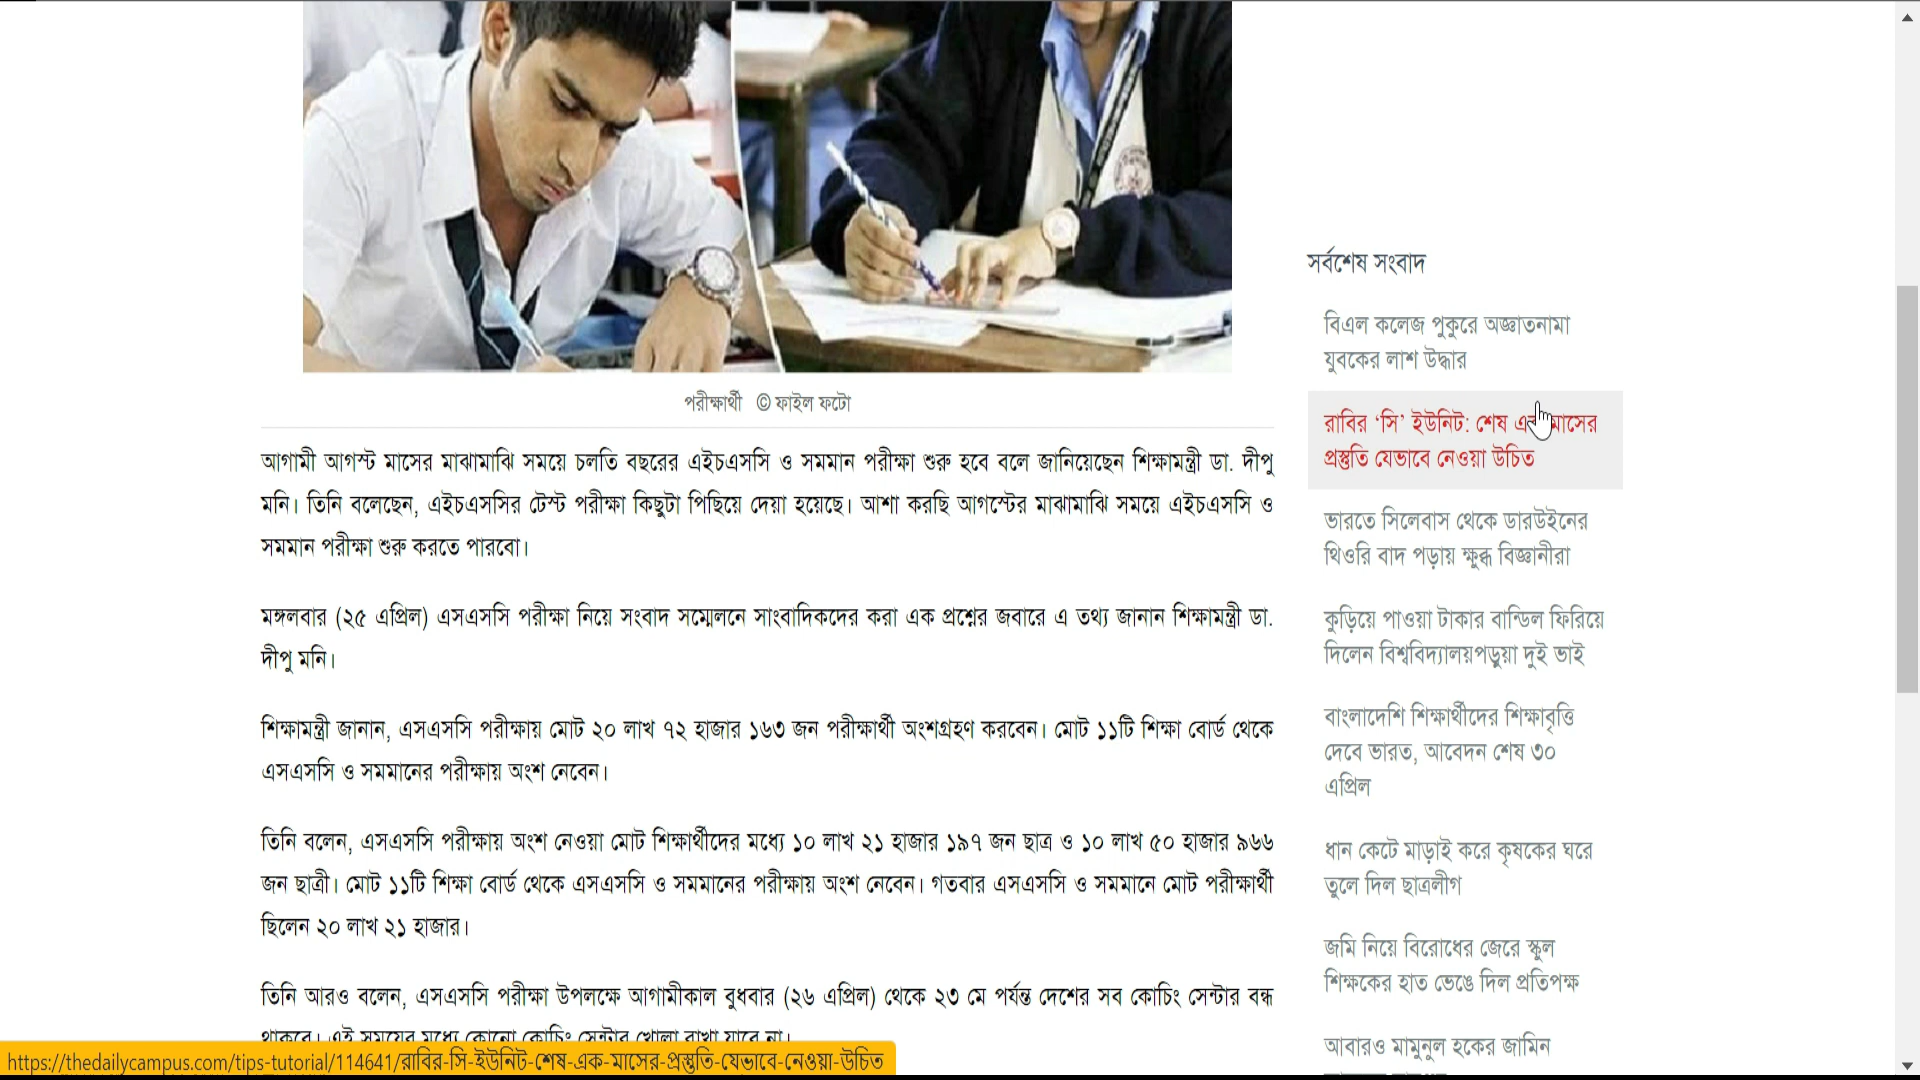 পরীক্ষার্থী © ফাইল ফটো
আগামী আগস্ট মাসের মাঝামাঝি সময়ে চলতি বছরের এইচএসসি ও সমমান পরীক্ষা শুরু হবে বলে জানিয়েছেন শিক্ষামন্ত্রী ডা. দীপু
মনি। তিনি বলেছেন, এইচএসসির টেস্ট পরীক্ষা কিছুটা পিছিয়ে দেয়া হয়েছে। আশা করছি আগস্টের মাঝামাঝি সময়ে এইচএসসি ও
সমমান পরীক্ষা শুরু করতে পারবো।
মঙ্গলবার (২৫ এপ্রিল) এসএসসি পরীক্ষা নিয়ে সংবাদ সম্মেলনে সাংবাদিকদের করা এক প্রশ্নের জবারে এ তথ্য জানান শিক্ষামন্ত্রী ডা.
দীপু মনি।
শিক্ষামন্ত্রী জানান, এসএসসি পরীক্ষায় মোট ২০ লাখ ৭২ হাজার ১৬৩ জন পরীক্ষার্থী অংশগ্রহণ করবেন। মোট ১১টি শিক্ষা বোর্ড থেকে
এসএসসি ও সমমানের পরীক্ষায় অংশ নেবেন।
তিনি বলেন, এসএসসি পরীক্ষায় অংশ নেওয়া মোট শিক্ষার্থীদের মধ্যে ১০ লাখ ২১ হাজার ১৯৭ জন ছাত্র ও ১০ লাখ ৫০ হাজার ৯৬৬
জন ছাত্রী। মোট ১১টি শিক্ষা বোর্ড থেকে এসএসসি ও সমমানের পরীক্ষায় অংশ নেবেন। গতবার এসএসসি ও সমমানে মোট পরীক্ষার্থী
ছিলেন ২০ লাখ ২১ হাজার।
তিনি আরও বলেন, এসএসসি পরীক্ষা উপলক্ষে আগামীকাল বুধবার (২৬ এপ্রিল) থেকে ২৩ মে পর্যন্ত দেশের সব কোচিং সেন্টার বন্ধ
থাকবে। এই সময়ের মধ্যে কোনো কোচিং সেন্টার খোলা রাখা যাবে না।
সর্বশেষ সংবাদ
বিএল কলেজ পুকুরে অজ্ঞাতনামা
যুবকের লাশ উদ্ধার
রাবির ‘সি’ ইউনিট: শেষ এক মাসের
প্রস্তুতি যেভাবে নেওয়া উচিত
ভারতে সিলেবাস থেকে ডারউইনের
থিওরি বাদ পড়ায় ক্ষুব্ধ বিজ্ঞানীরা
কুড়িয়ে পাওয়া টাকার বান্ডিল ফিরিয়ে
দিলেন বিশ্ববিদ্যালয়পড়ুয়া দুই ভাই
বাংলাদেশি শিক্ষার্থীদের শিক্ষাবৃত্তি
দেবে ভারত, আবেদন শেষ ৩০
এপ্রিল
ধান কেটে মাড়াই করে কৃষকের ঘরে
তুলে দিল ছাত্রলীগ
জমি নিয়ে বিরোধের জেরে স্কুল
শিক্ষকের হাত ভেঙে দিল প্রতিপক্ষ
আবারও মামুনুল হকের জামিন
https://thedailycampus.com/tips-tutorial/114641/রাবির-সি-ইউনিট-শেষ-এক-মাসের-প্রস্তুতি-যেভাবে-নেওয়া-উচিত